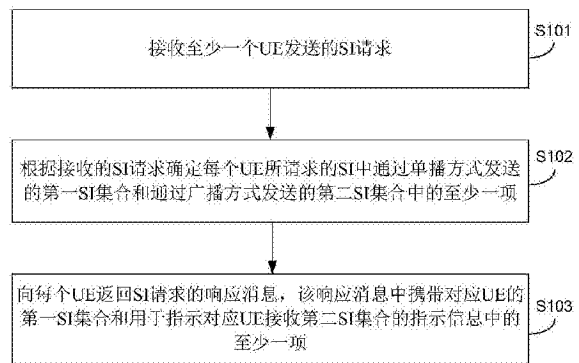 接收至少一个UE发送的SI请求
S101
根据接收的SI请求确定每个UE所请求的SI中通过单播方式发送
的第一SI集合和通过广播方式发送的第二SI集合中的至少一项
S102
向每个UE返回SI请求的响应消息，该响应消息中携带对应UE的
第一SI集合和用于指示对应UE接收第二SI集合的指示信息中的
至少一项
S103